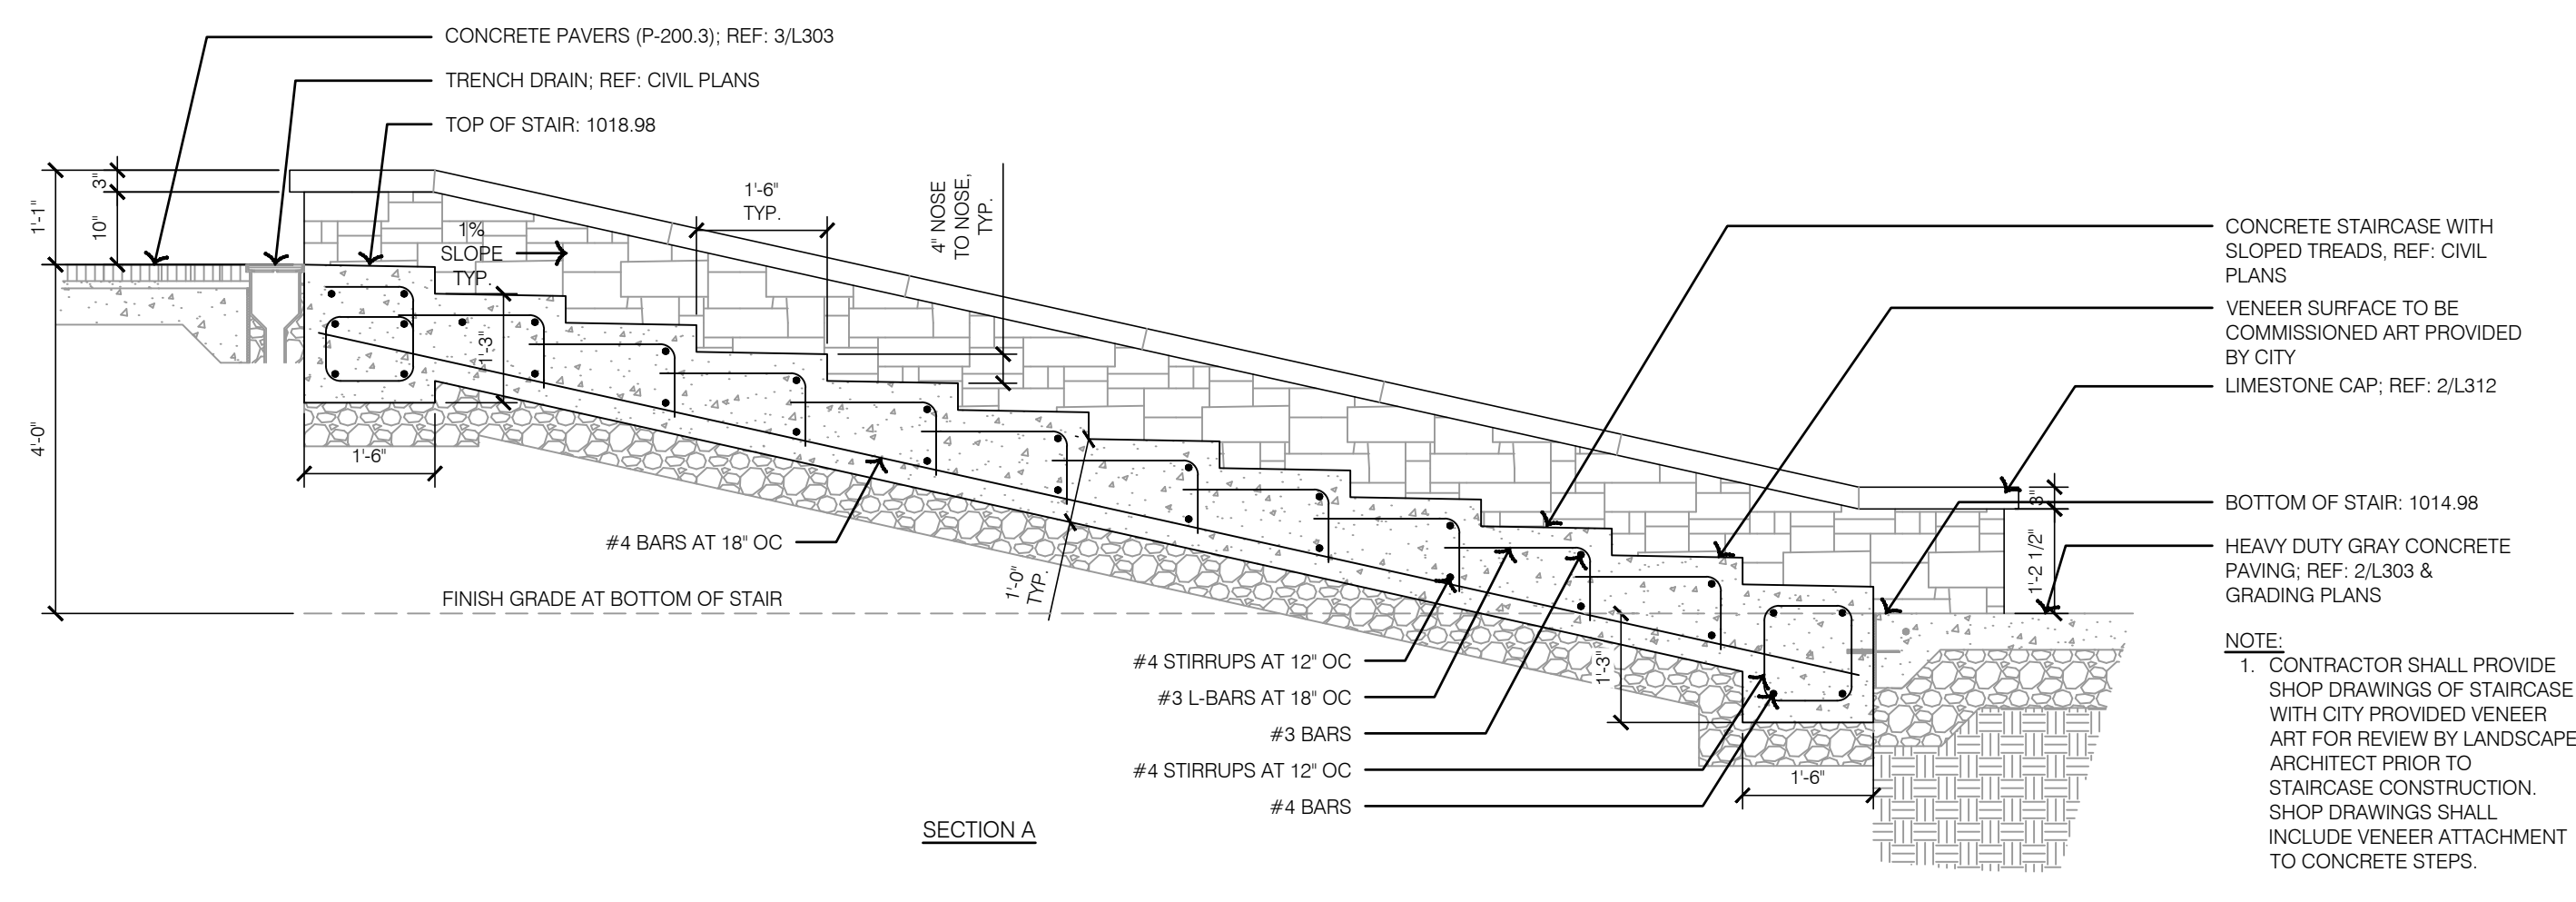 CONCRETE PAVERS (P-200.3); REF: 3/L303
TRENCH DRAIN; REF: CIVIL PLANS
TOP OF STAIR: 1018.98
3"
10"
1'-1"
4'-0"
1%
SLOPE
TYP.
1'-6"
TYP.
4" NOSE
TO NOSE,
TYP.
1'-3"
1'-6"
#4 BARS AT 18" OC
FINISH GRADE AT BOTTOM OF STAIR
1'-0"
TYP.
#4 STIRRUPS AT 12" OC
#3 L-BARS AT 18" OC
#3 BARS
#4 STIRRUPS AT 12" OC
#4 BARS
1'-3"
1'-6"
3"
1'-2 1/2"
CONCRETE STAIRCASE WITH
SLOPED TREADS, REF: CIVIL
PLANS
VENEER SURFACE TO BE
COMMISSIONED ART PROVIDED
BY CITY
LIMESTONE CAP; REF: 2/L312
BOTTOM OF STAIR: 1014.98
HEAVY DUTY GRAY CONCRETE
PAVING; REF: 2/L303 &
GRADING PLANS
NOTE:
1. CONTRACTOR SHALL PROVIDE
SHOP DRAWINGS OF STAIRCASE
WITH CITY PROVIDED VENEER
ART FOR REVIEW BY LANDSCAPE
ARCHITECT PRIOR TO
STAIRCASE CONSTRUCTION.
SHOP DRAWINGS SHALL
INCLUDE VENEER ATTACHMENT
TO CONCRETE STEPS.
SECTION A